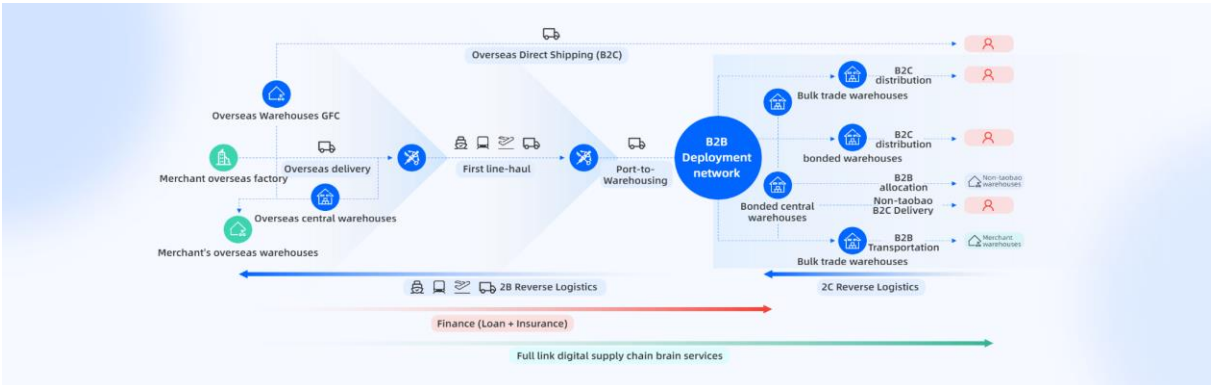 Overseas Direct Shipping (B2C)
B2C
distribution
Bulk trade warehouses
Overseas Warehouses GFC
Overseas delivery
Merchant overseas factory
First line-haul
Port-to-
Warehousing
B2B
Deployment
network
B2C
distribution
bonded warehouses
B2B
allocation
Non-taobao
warehouses
Non-taobao
B2C Delivery
Bonded central
warehouses
Overseas central warehouses
Merchant's overseas warehouses
B2B
Transportation
Merchant
warehouses
Bulk trade warehouses
2B Reverse Logistics
2C Reverse Logistics
Finance (Loan + Insurance)
Full link digital supply chain brain services